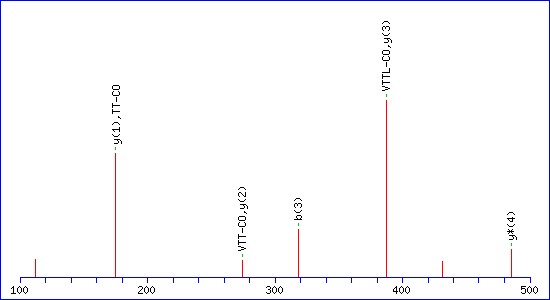 y(1),TT-CO
VTT-CO,y(2)
b(3)
VTTL-CO,y(3)
y*(4)
100 200 300 400 500